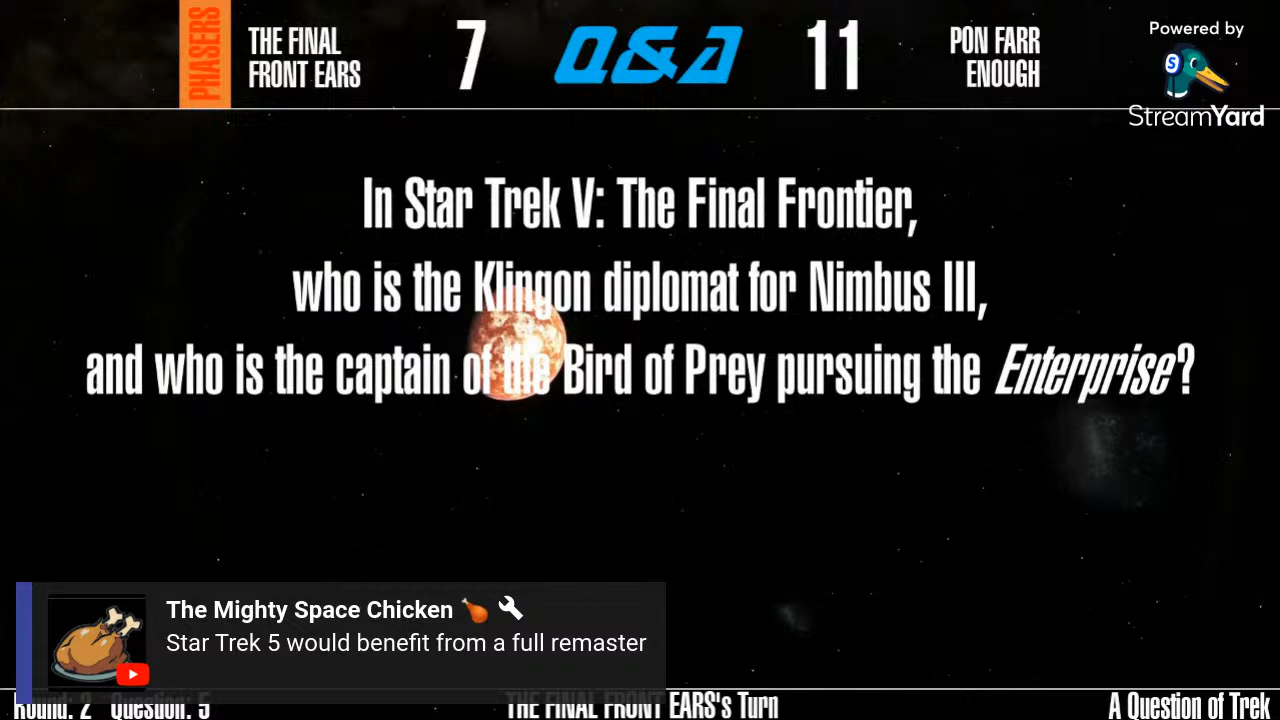 PHASERS
THE FINAL
FRONT EARS
7
Q&A
11
PON FARR
ENOUGH
Powered by
S
StreamYard
In Star Trek V: The Final Frontier,
who is the Klingon diplomat for Nimbus III,
and who is the captain of the Bird of Prey pursuing the Enterprise?
The Mighty Space Chicken
Star Trek 5 would benefit from a full remaster
Round: 2 Question: 5
THE FINAL FRONT EARS's Turn
A Question of Trek